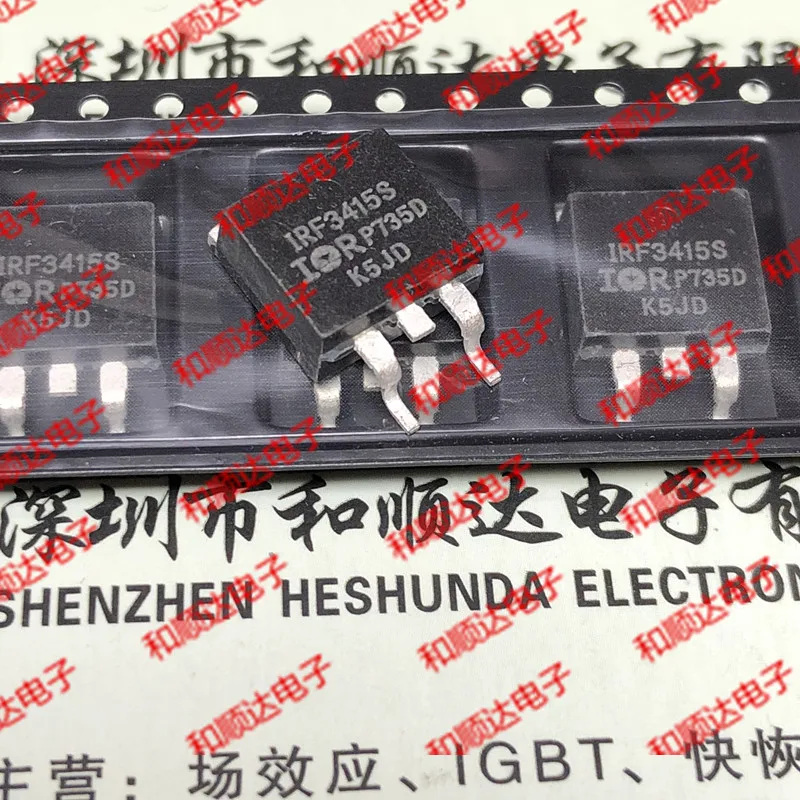 深圳市和顺达电子有限
IRF3415S
IOR P735D
K5JD
IRF3415S
IOR P735D
K5JD
IRF3415S
IOR P735D
K5JD
深圳市和顺达电子有
SHENZHEN HESHUNDA ELECTRON
主营：场效应、IGBT、快恢
和顺达电子